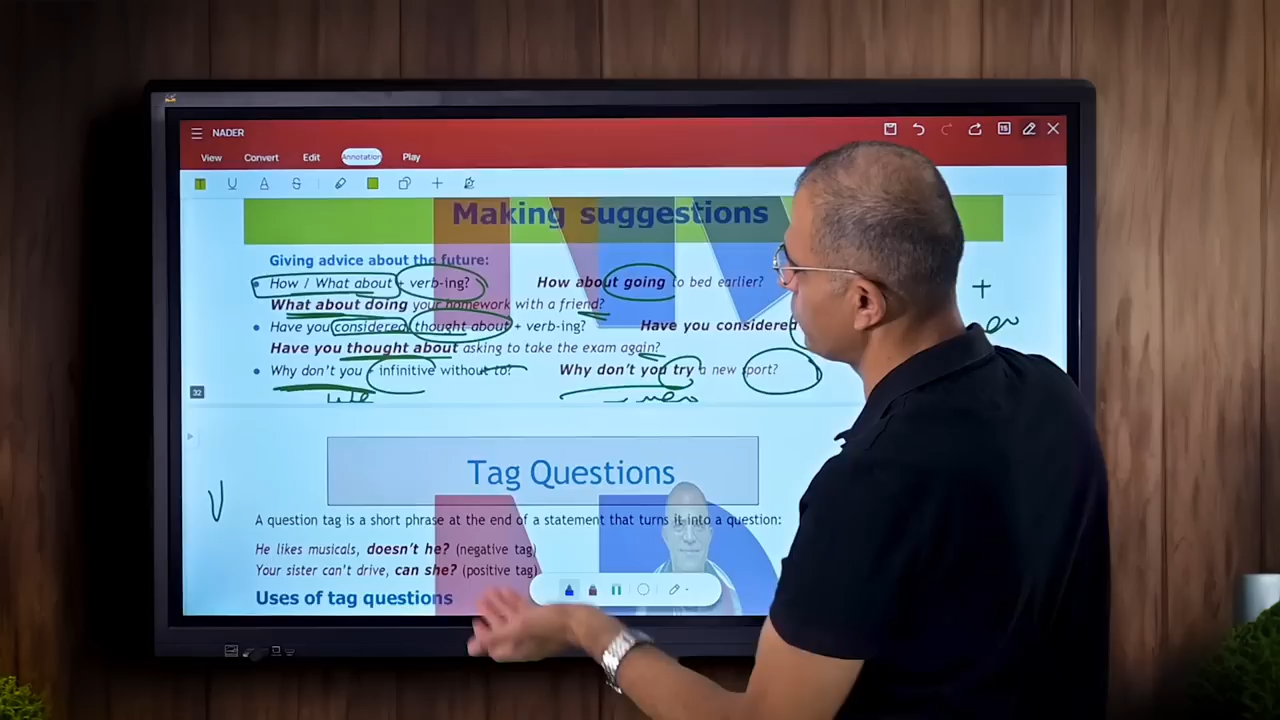 NADER
View Convert Edit Annotation Play
Making suggestions
Giving advice about the future:
• How / What about + verb-ing? How about going to bed earlier?
What about doing your homework with a friend?
• Have you considered thought about + verb-ing? Have you considered
Have you thought about asking to take the exam again?
• Why don't you + infinitive without to? Why don't you try a new sport?
32
Tag Questions
A question tag is a short phrase at the end of a statement that turns it into a question:
He likes musicals, doesn't he? (negative tag)
Your sister can't drive, can she? (positive tag)
Uses of tag questions